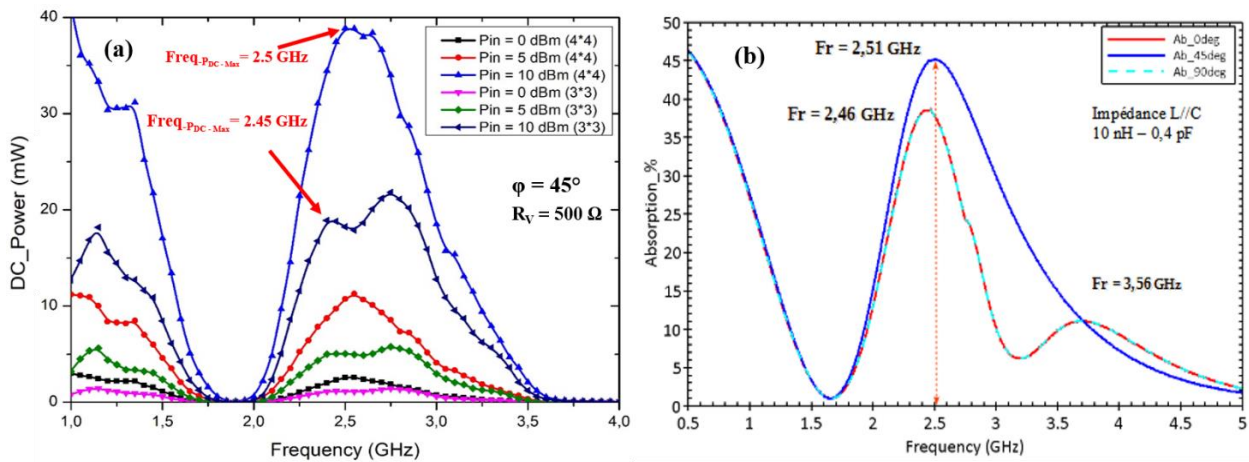 (a)
Freq-PDC - Max= 2.5 GHz
Freq-PDC - Max= 2.45 GHz
Pin = 0 dBm (4*4)
Pin = 5 dBm (4*4)
Pin = 10 dBm (4*4)
Pin = 0 dBm (3*3)
Pin = 5 dBm (3*3)
Pin = 10 dBm (3*3)
φ = 45°
RV = 500 Ω
DC_Power (mW)
40
30
20
10
0
1,0 1,5 2,0 2,5 3,0 3,5 4,0
Frequency (GHz)
(b)
Fr = 2,51 GHz
Fr = 2,46 GHz
Ab_0deg
Ab_45deg
Ab_90deg
Impédance L//C
10 nH – 0,4 pF
Fr = 3,56 GHz
Absorption_%
50
45
40
35
30
25
20
15
10
5
0
0.5 1 1.5 2 2.5 3 3.5 4 4.5 5
Frequency (GHz)